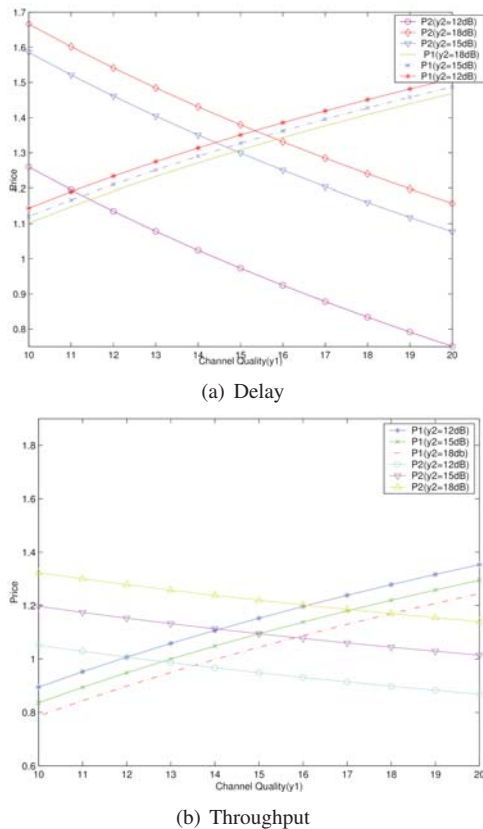 1.7
1.6
1.5
1.4
1.3
1.2
1.1
1
0.9
0.8
Price
P2(y2=12dB)
P2(y2=18dB)
P2(y2=15dB)
P1(y2=18dB)
P1(y2=15dB)
P1(y2=12dB)
10 11 12 13 14 15 16 17 18 19 20
Channel Quality(y1)
(a) Delay
1.8
1.6
1.4
1.2
1
0.8
0.6
Price
P1(y2=12dB)
P1(y2=15dB)
P1(y2=18db)
P2(y2=12dB)
P2(y2=15dB)
P2(y2=18dB)
10 11 12 13 14 15 16 17 18 19 20
Channel Quality(y1)
(b) Throughput